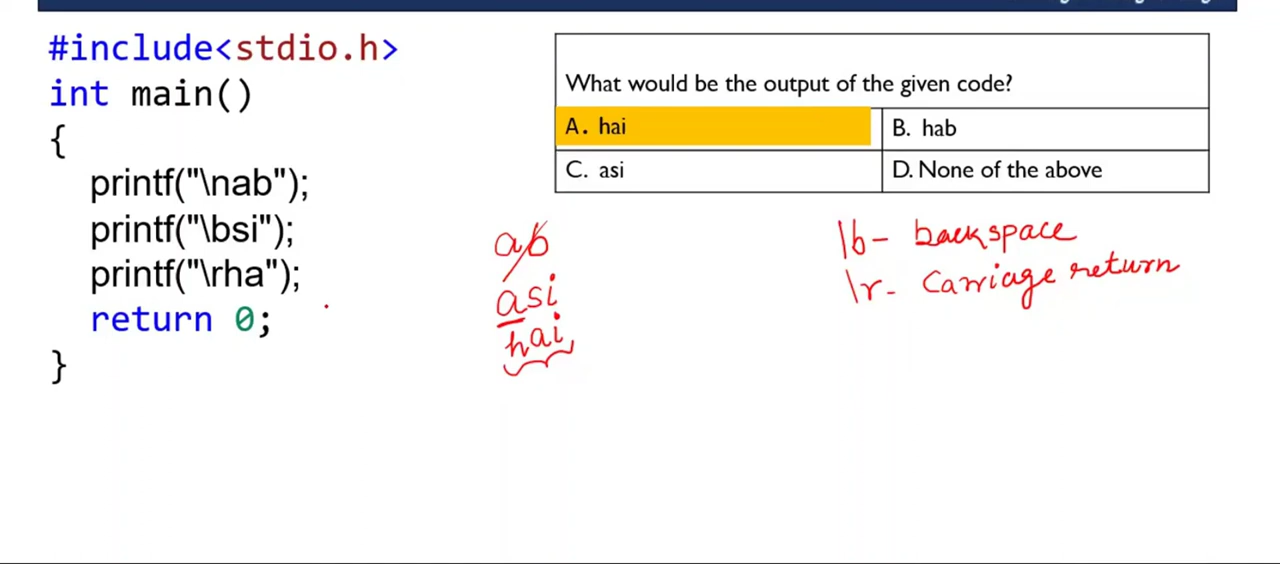 #include<stdio.h>
int main()
{
printf("\nab");
printf("\bsi");
printf("\rha");
return 0;
}
What would be the output of the given code?
A. hai
B. hab
C. asi
D. None of the above
ab
asi
hai
\b- backspace
\r- Carriage return